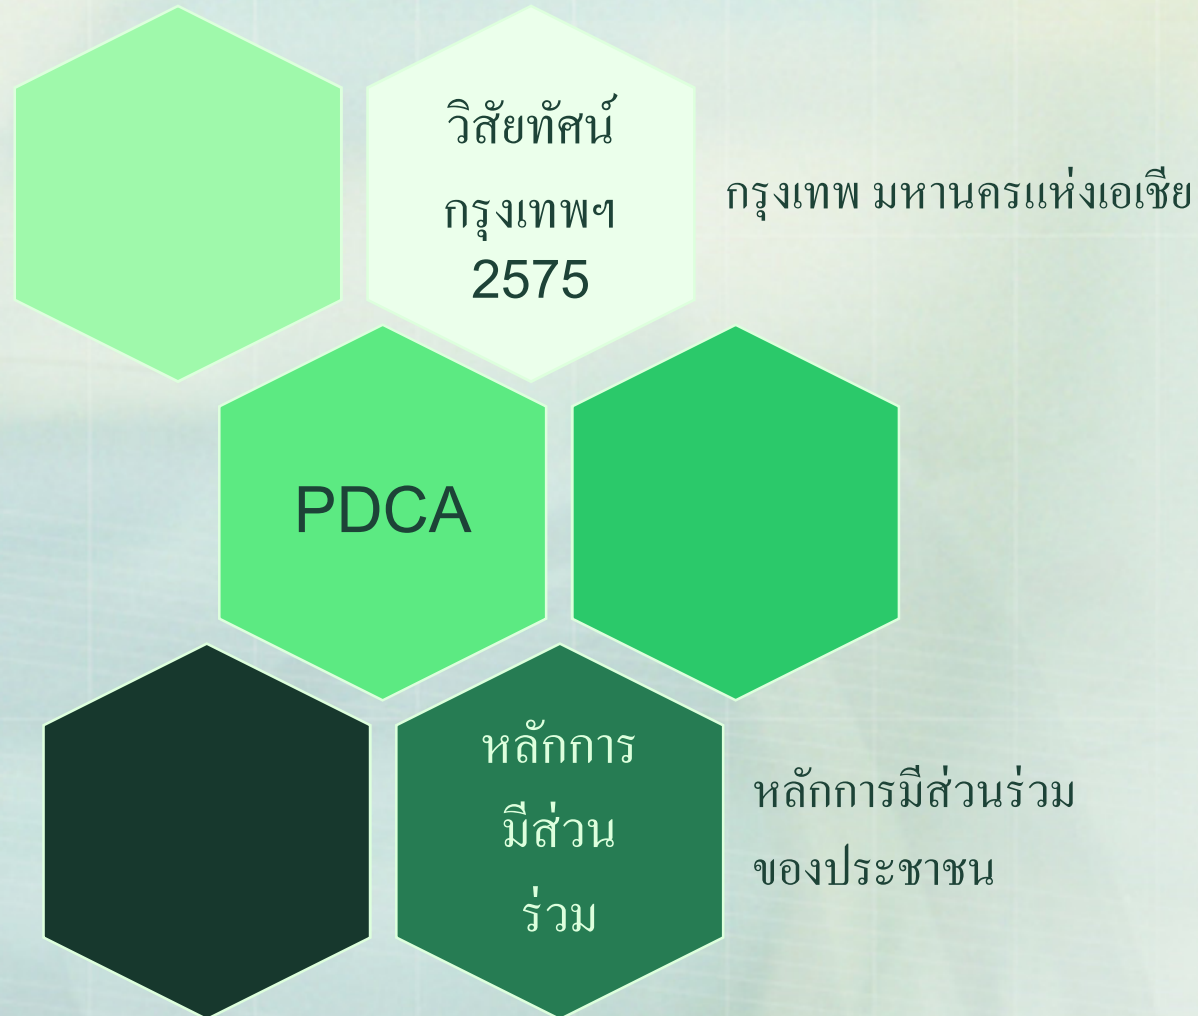 วิสัยทัศน์
กรุงเทพฯ
2575
กรุงเทพ มหานครแห่งเอเชีย
PDCA
หลักการ
มีส่วน
ร่วม
หลักการมีส่วนร่วม
ของประชาชน